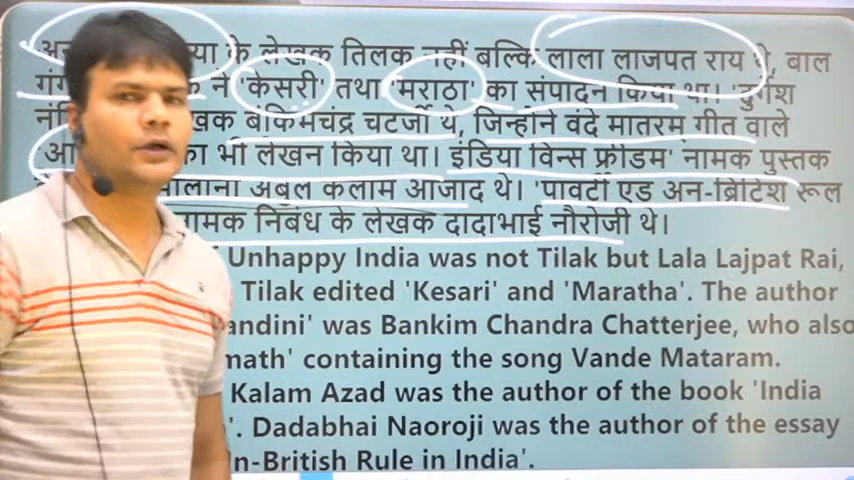 के लेखक तिलक नहीं बल्कि लाला लाजपत राय थे, बाल
ने 'केसरी' तथा 'मराठा' का संपादन किया था। 'दुर्गेश
बंकिमचंद्र चटर्जी थे, जिन्होंने वंदे मातरम् गीत वाले
का भी लेखन किया था। इंडिया विन्स फ्रीडम' नामक पुस्तक
अबुल कलाम आजाद थे। 'पावर्टी एंड अन-ब्रिटिश रूल
नामक निबंध के लेखक दादाभाई नौरोजी थे।
Unhappy India was not Tilak but Lala Lajpat Rai,
Tilak edited 'Kesari' and 'Maratha'. The author
andini' was Bankim Chandra Chatterjee, who also
math' containing the song Vande Mataram.
Kalam Azad was the author of the book 'India
'. Dadabhai Naoroji was the author of the essay
n-British Rule in India'.